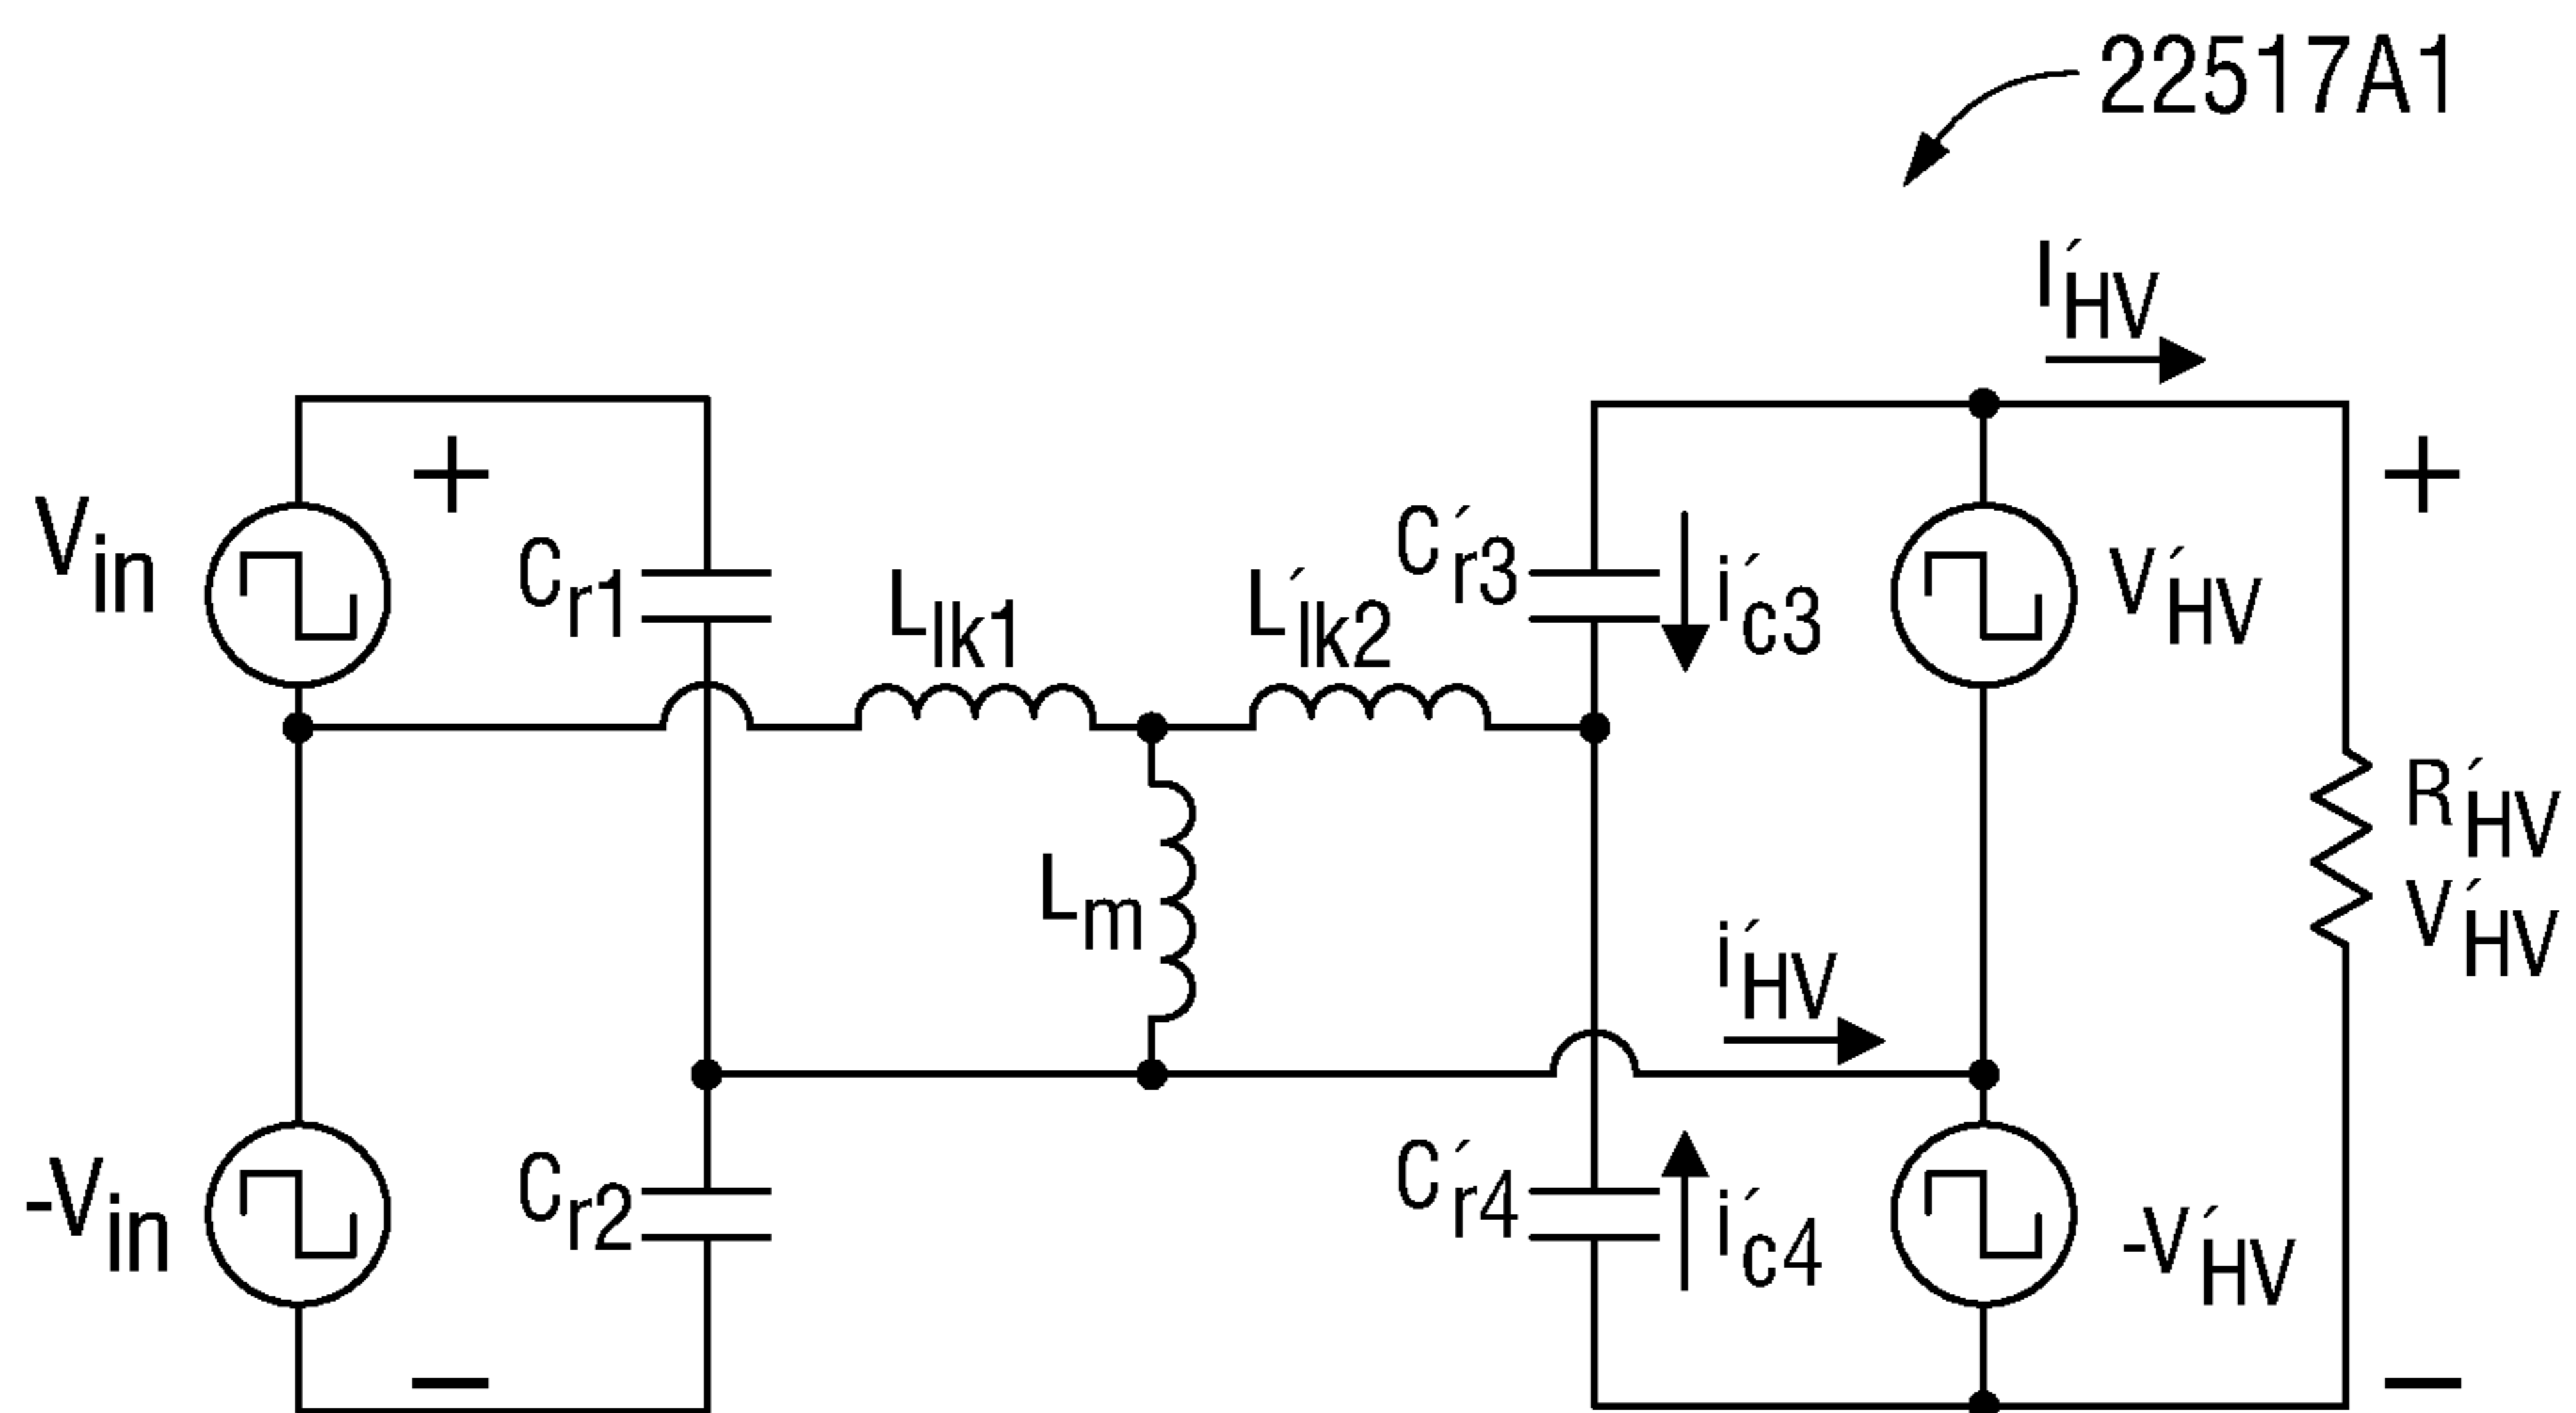 22517A1
I´HV
+
+
Vin
Cr1
Llk1
L´lk2
C´r3
i´c3
V´HV
R´HV
V´HV
Lm
i´HV
-Vin
Cr2
C´r4
i´c4
-V´HV
−
−